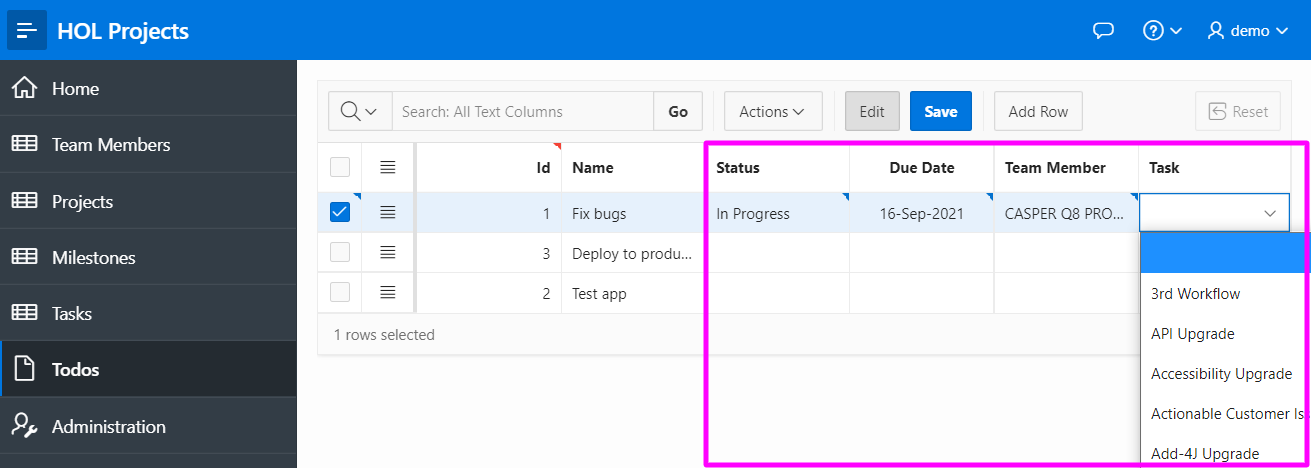 HOL Projects
demo
Home
Team Members
Projects
Milestones
Tasks
Todos
Administration
Search: All Text Columns
Go
Actions
Edit
Save
Add Row
Reset
Id Name Status Due Date Team Member Task
1 Fix bugs In Progress 16-Sep-2021 CASPER Q8 PRO...
3 Deploy to produ...
2 Test app
1 rows selected
3rd Workflow
API Upgrade
Accessibility Upgrade
Actionable Customer Is
Add-4J Upgrade